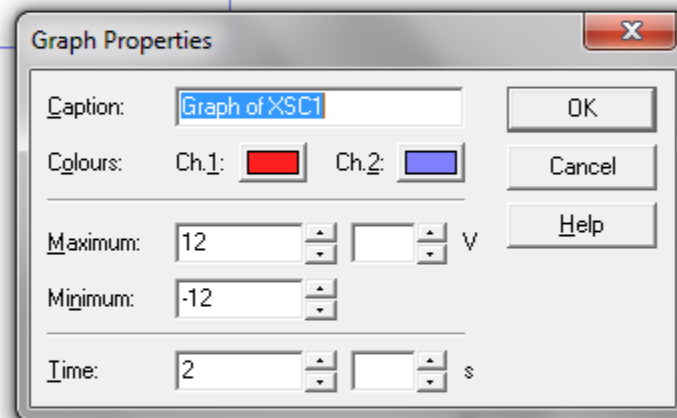 Graph Properties
Caption: Graph of XSC1 OK
Colours: Ch.1: Ch.2: Cancel
Maximum: 12 V Help
Minimum: -12
Time: 2 s